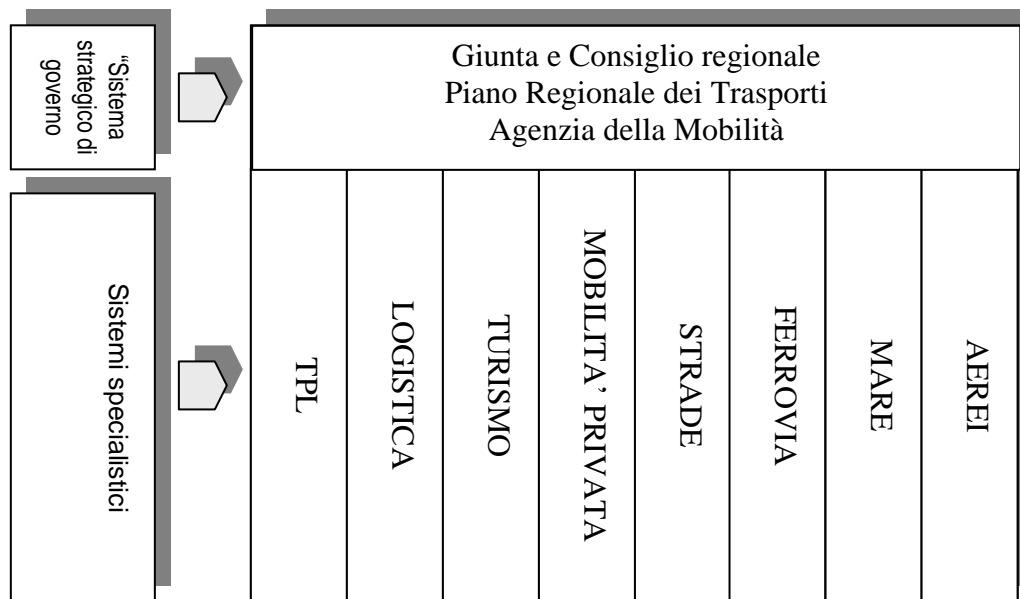 “Sistema
strategico di
governo
Giunta e Consiglio regionale
Piano Regionale dei Trasporti
Agenzia della Mobilità
Sistemi specialistici
TPL
LOGISTICA
TURISMO
MOBILITA’ PRIVATA
STRADE
FERROVIA
MARE
AEREI